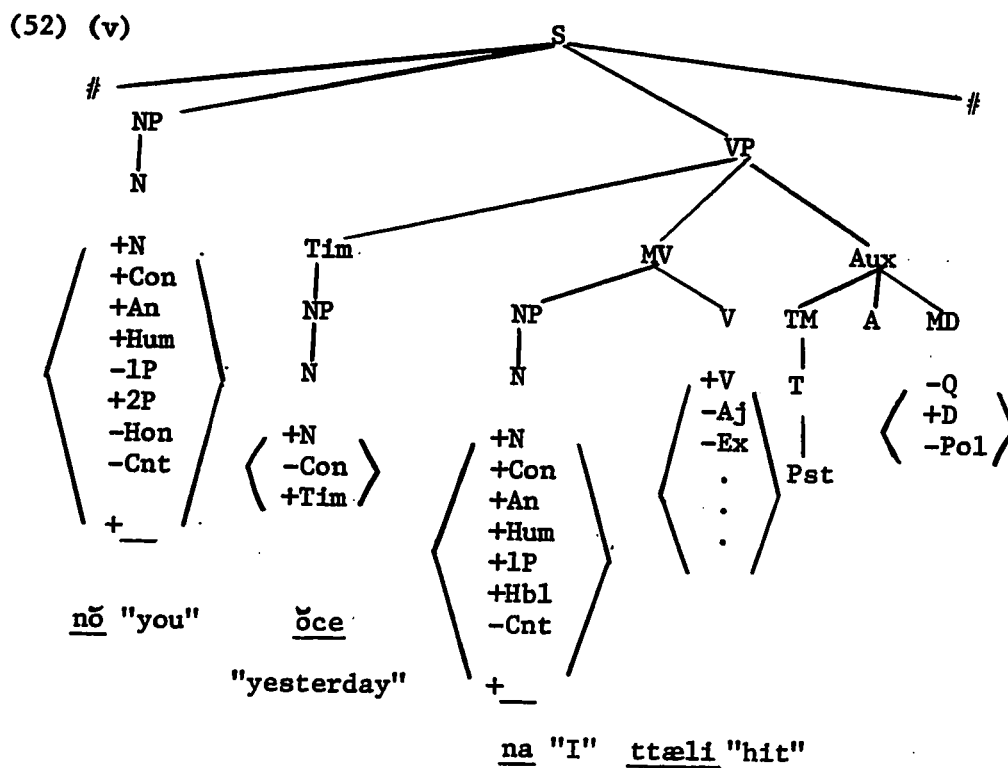 (52) (v)
S
# #
NP
VP
N
Tim MV Aux
NP NP V TM A MD
N N T
Pst
+N
+Con
+An
+Hum
-1P
+2P
-Hon
-Cnt
+__
+N
-Con
+Tim
+N
+Con
+An
+Hum
+1P
+Hbl
-Cnt
+__
+V
-Aj
-Ex
.
.
.
-Q
+D
-Pol
nŏ "you" ŏce
"yesterday"
na "I" ttæli "hit"